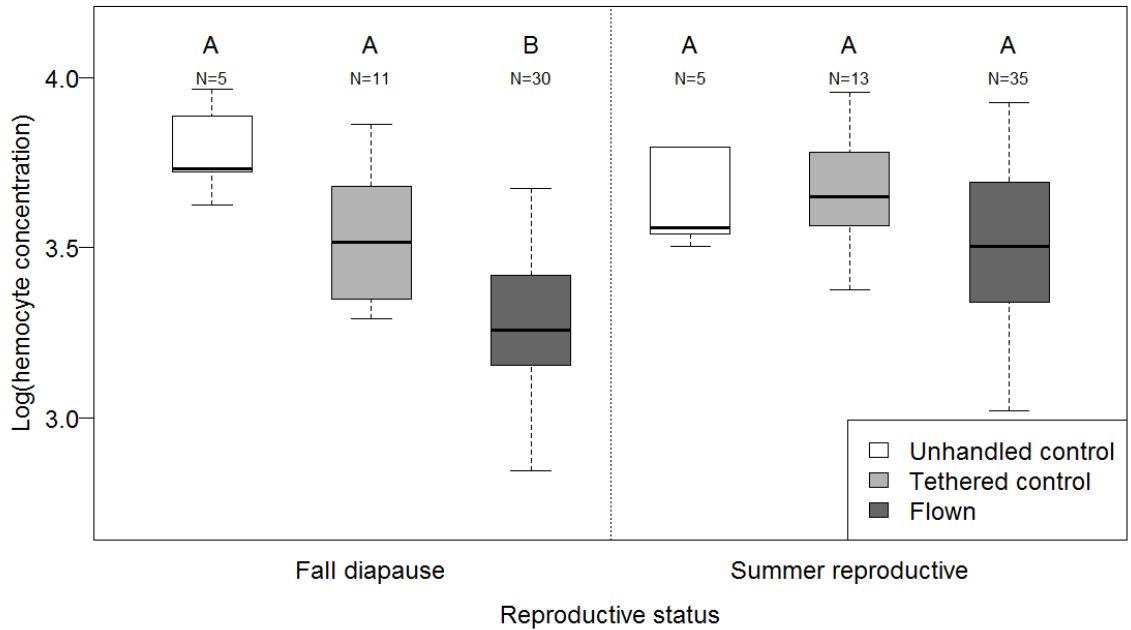 A A B A A A
N=5 N=11 N=30 N=5 N=13 N=35
4.0
3.5
3.0
Log(hemocyte concentration)
Unhandled control
Tethered control
Flown
Fall diapause Summer reproductive
Reproductive status